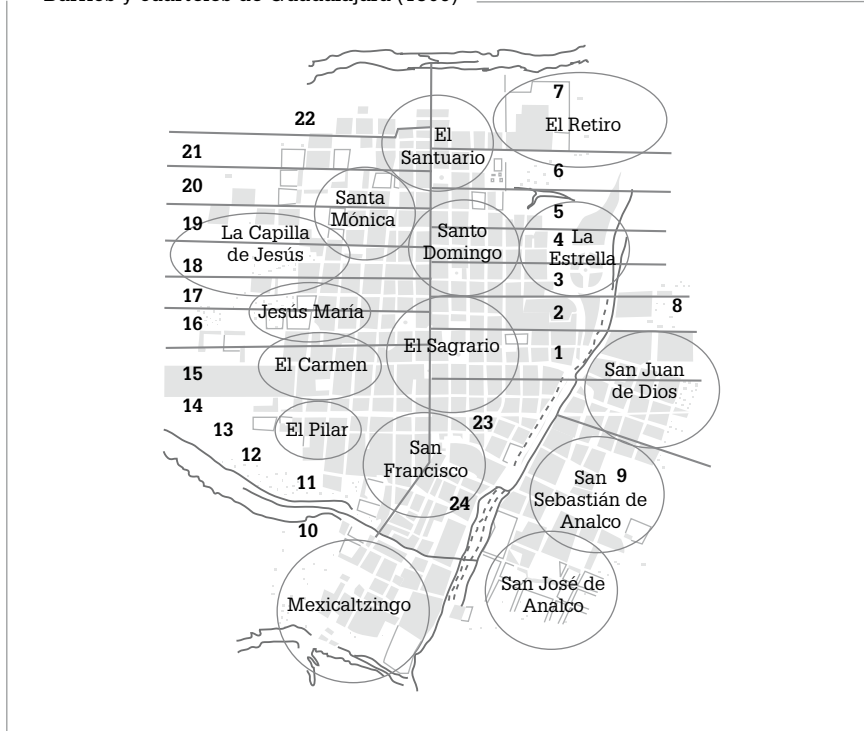 Barrios y cuarteles de Guadalajara (1800)
7
El Retiro
22
El
Santuario
21
6
20
Santa
Mónica
5
19
La Capilla
de Jesús
Santo
Domingo
4 La
Estrella
18
3
17
8
Jesús María
2
16
El Sagrario
1
El Carmen
15
San Juan
de Dios
14
23
13
El Pilar
12
San
Francisco
11
San 9
Sebastián de
Analco
24
10
San José de
Analco
Mexicaltzingo